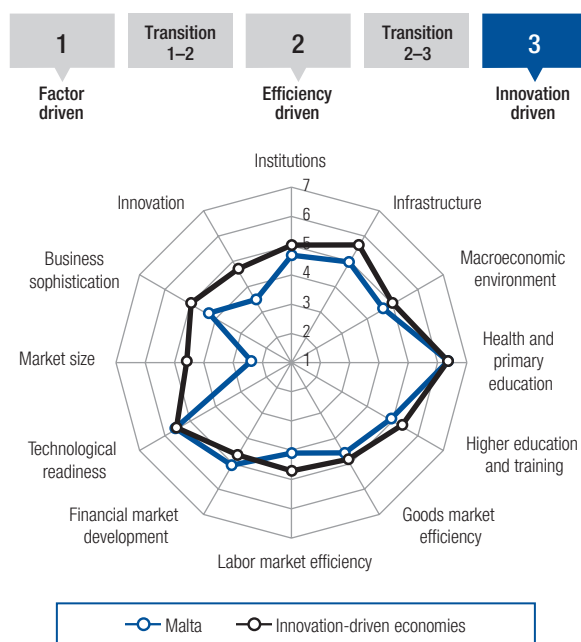 1
Transition
1–2
2
Transition
2–3
3
Factor
driven
Efficiency
driven
Innovation
driven
Institutions
Innovation
Infrastructure
Business
sophistication
Macroeconomic
environment
Market size
Health and
primary
education
Technological
readiness
Higher education
and training
Financial market
development
Goods market
efficiency
Labor market efficiency
7
6
5
4
3
2
1
Malta
Innovation-driven economies